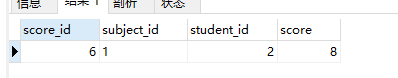 信息 结果 1 剖析 状态
score_id subject_id student_id score
6 1 2 8